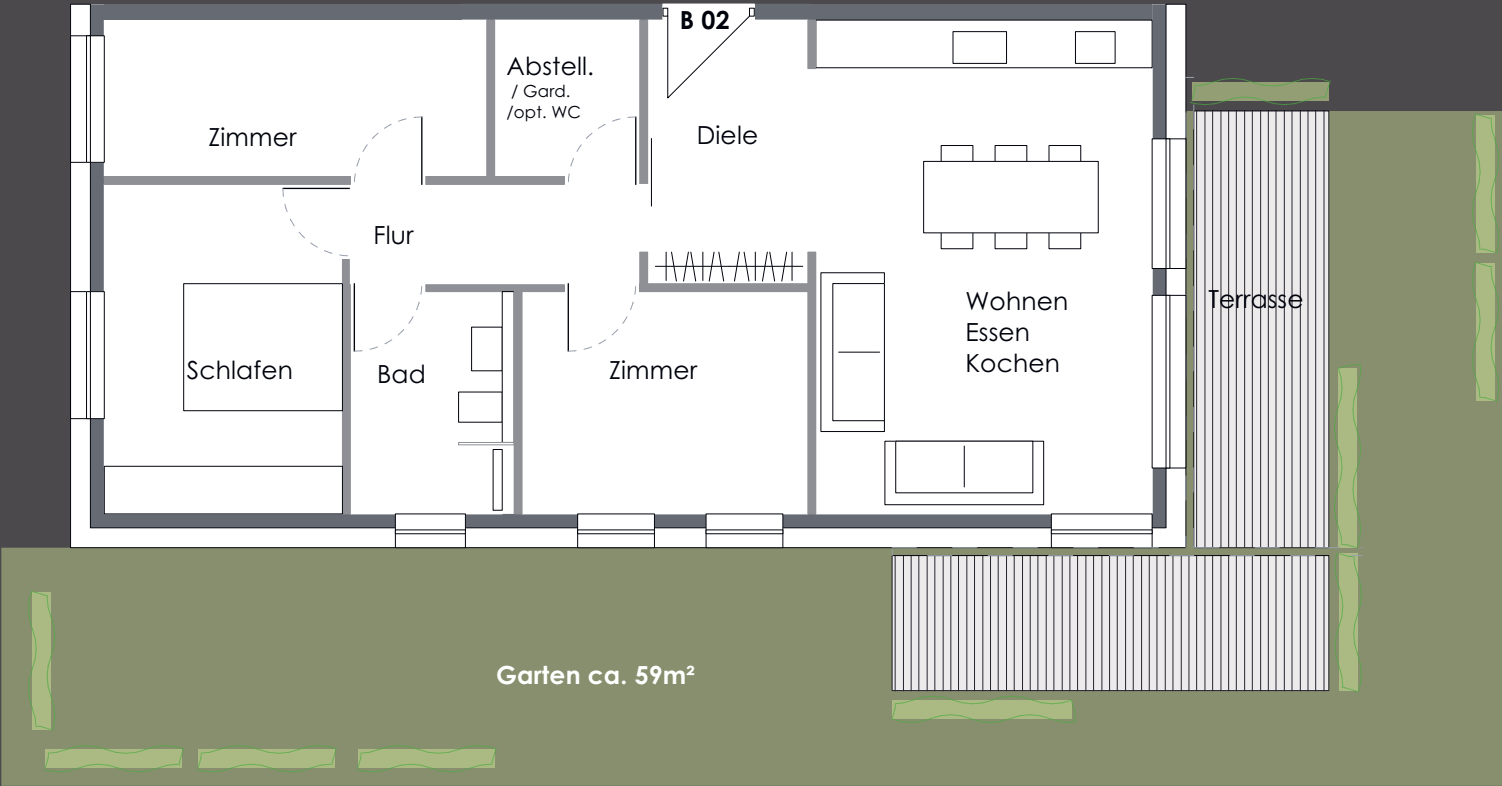 B 02
Abstell.
/ Gard.
/opt. WC
Zimmer
Diele
Flur
Wohnen
Essen
Kochen
Terrasse
Schlafen
Bad
Zimmer
Garten ca. 59m²